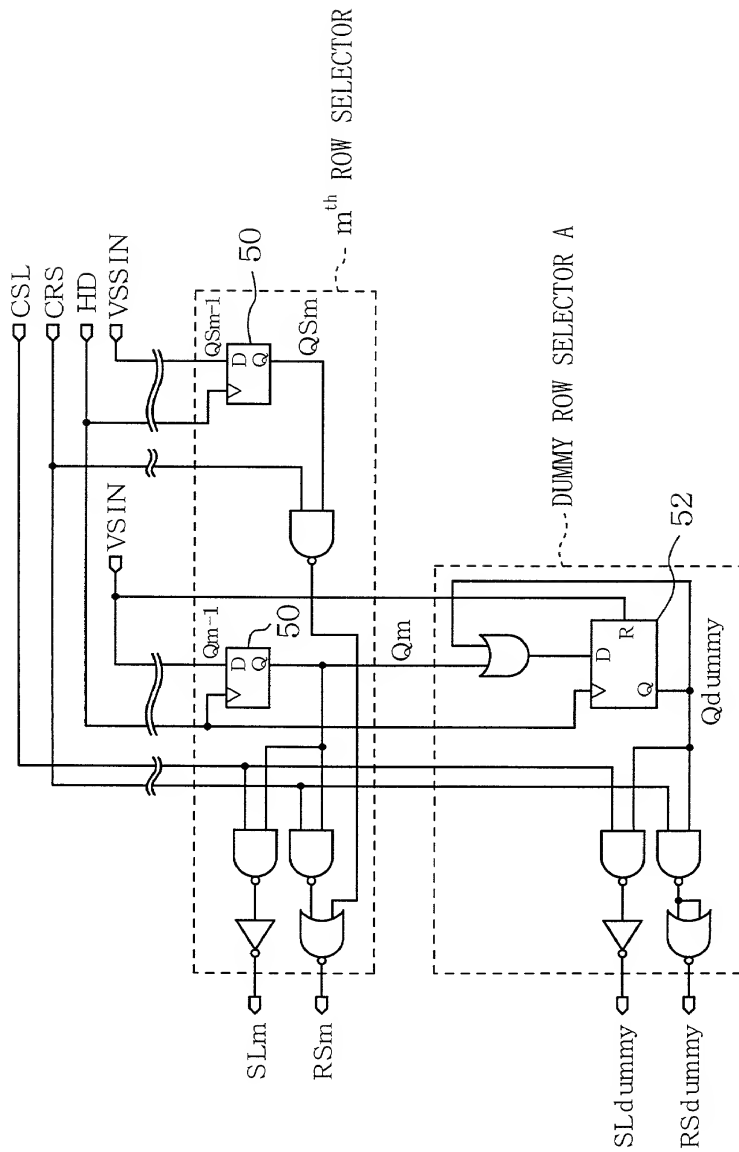 CSL
CRS
HD
VSSIN
VSIN
mth ROW SELECTOR
QSm-1
50
D
Q
QSm
Qm-1
50
D
Q
Qm
SLm
RSm
DUMMY ROW SELECTOR A
52
D
R
Q
Qdummy
SLdummy
RSdummy